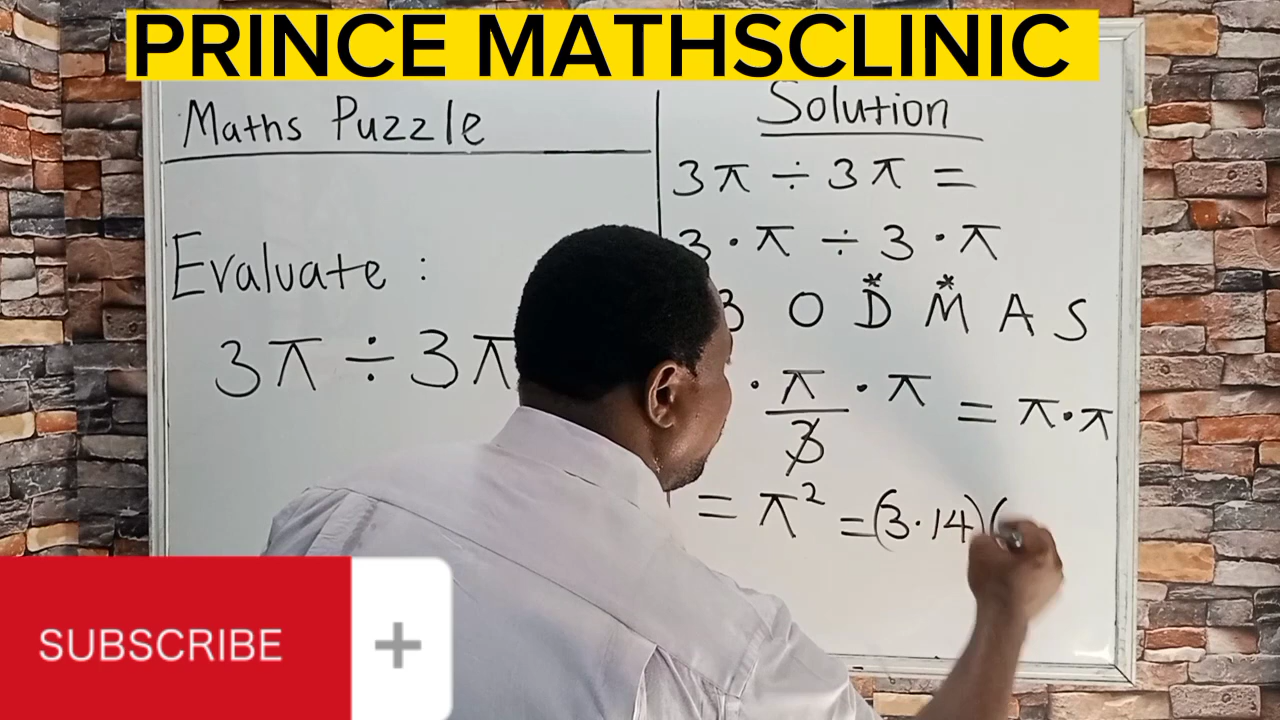 PRINCE MATHSCLINIC
Maths Puzzle
Evaluate :
3π ÷ 3π
Solution
3π ÷ 3π =
3 · π ÷ 3 · π
B O D* M* A S
· π/3 · π = π · π
= π² = (3·14)(
SUBSCRIBE +